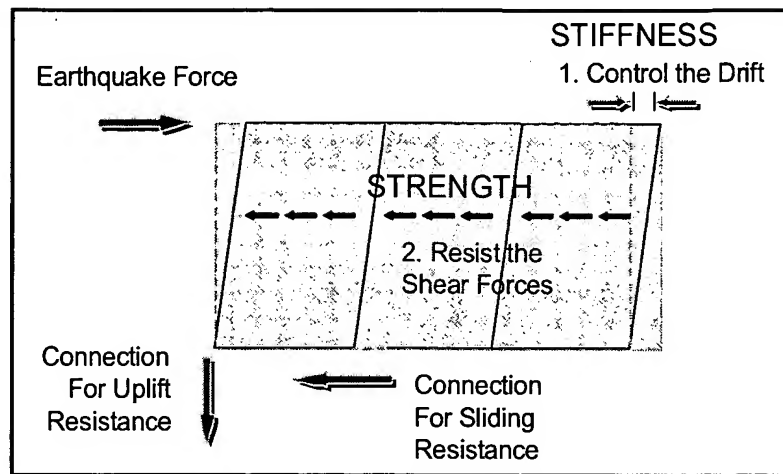 STIFFNESS
1. Control the Drift
Earthquake Force
STRENGTH
2. Resist the
Shear Forces
Connection
For Uplift
Resistance
Connection
For Sliding
Resistance